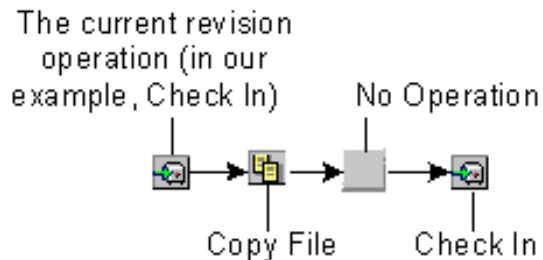 The current revision
operation (in our
example, Check In)
No Operation
Copy File
Check In